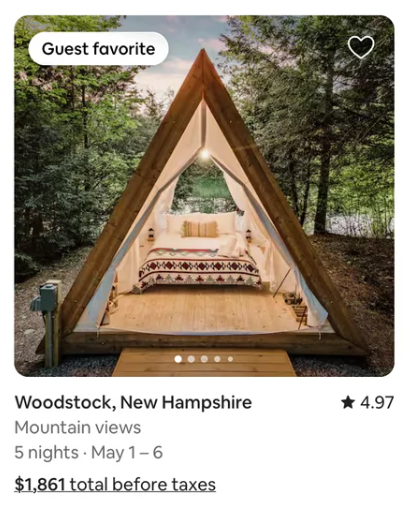 Guest favorite
Woodstock, New Hampshire ★ 4.97
Mountain views
5 nights · May 1 – 6
$1,861 total before taxes